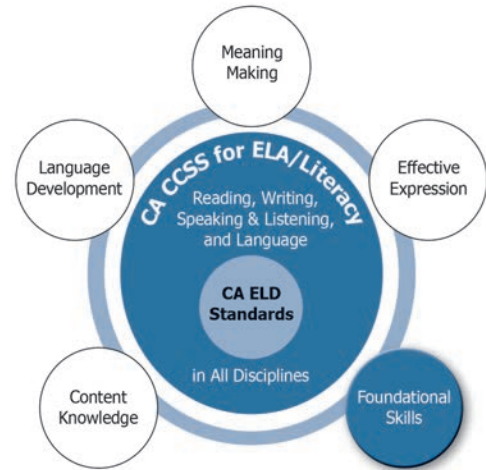 Meaning
Making
Language
Development
Effective
Expression
CA CCSS for ELA/Literacy
Reading, Writing,
Speaking & Listening,
and Language
CA ELD
Standards
in All Disciplines
Content
Knowledge
Foundational
Skills